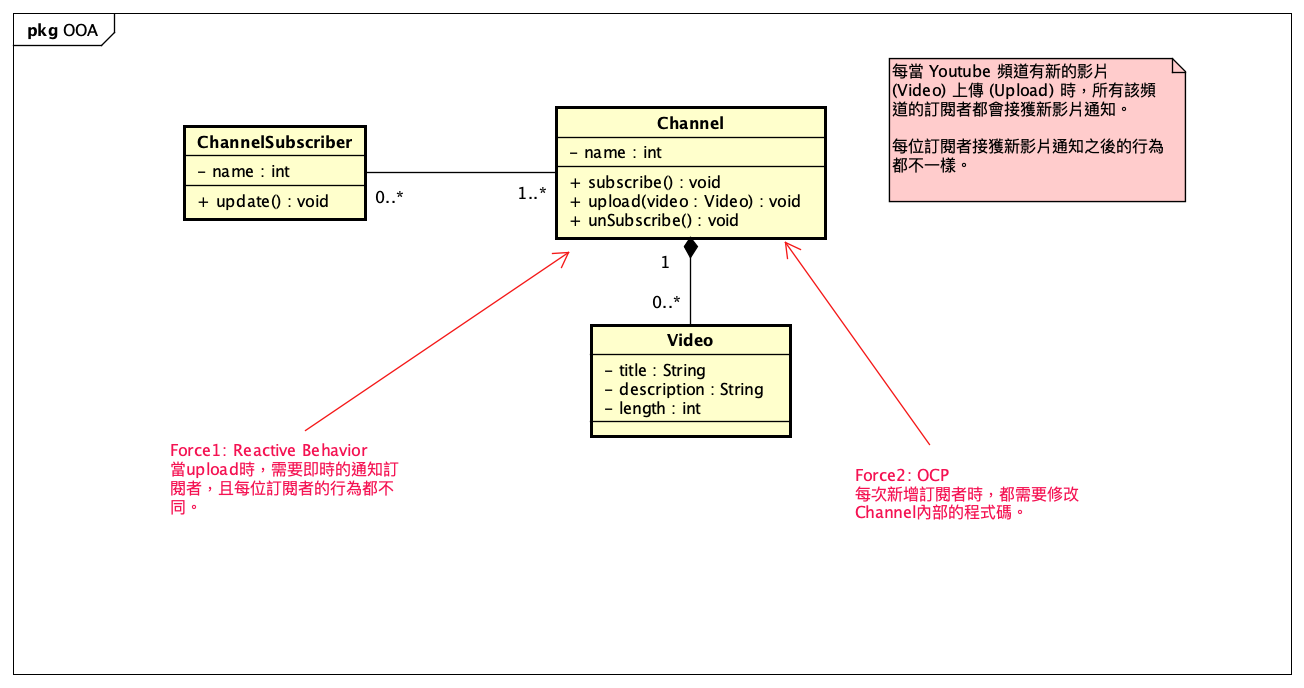 pkg OOA
每當 Youtube 頻道有新的影片
(Video) 上傳 (Upload) 時，所有該頻
道的訂閱者都會接獲新影片通知。
每位訂閱者接獲新影片通知之後的行為
都不一樣。
ChannelSubscriber
- name : int
+ update() : void
0..*
1..*
Channel
- name : int
+ subscribe() : void
+ upload(video : Video) : void
+ unSubscribe() : void
1
0..*
Video
- title : String
- description : String
- length : int
Force1: Reactive Behavior
當upload時，需要即時的通知訂
閱者，且每位訂閱者的行為都不
同。
Force2: OCP
每次新增訂閱者時，都需要修改
Channel內部的程式碼。